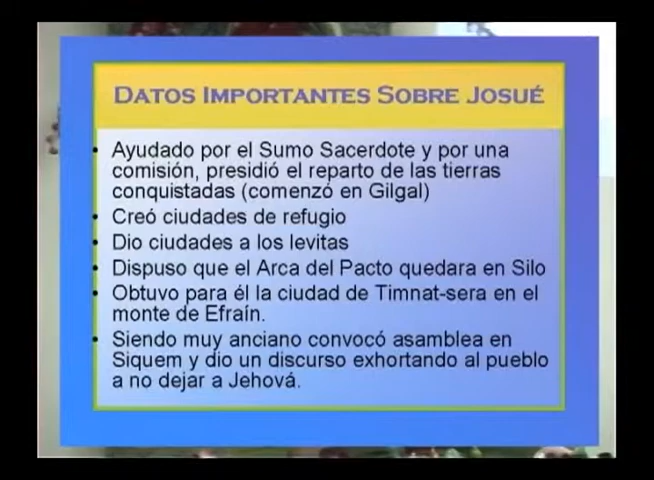 DATOS IMPORTANTES SOBRE JOSUÉ
• Ayudado por el Sumo Sacerdote y por una
comisión, presidió el reparto de las tierras
conquistadas (comenzó en Gilgal)
• Creó ciudades de refugio
• Dio ciudades a los levitas
• Dispuso que el Arca del Pacto quedara en Silo
• Obtuvo para él la ciudad de Timnat-sera en el
monte de Efraín.
• Siendo muy anciano convocó asamblea en
Siquem y dio un discurso exhortando al pueblo
a no dejar a Jehová.